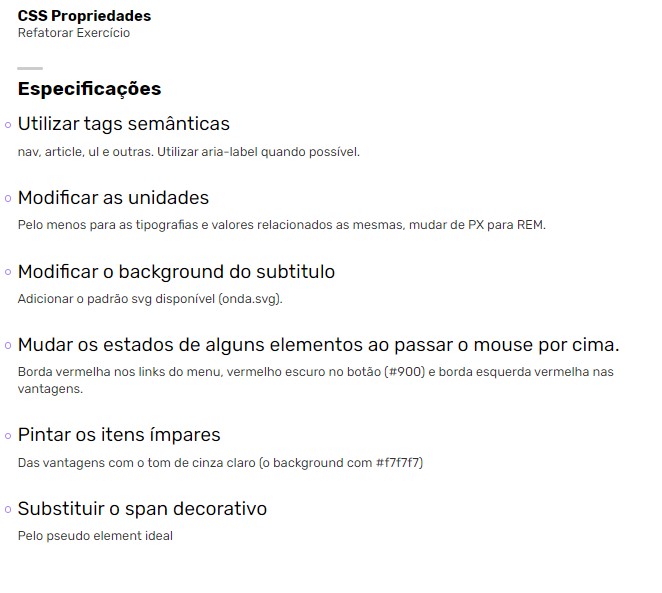 CSS Propriedades
Refatorar Exercício
Especificações
Utilizar tags semânticas
nav, article, ul e outras. Utilizar aria-label quando possível.
Modificar as unidades
Pelo menos para as tipografias e valores relacionados as mesmas, mudar de PX para REM.
Modificar o background do subtitulo
Adicionar o padrão svg disponível (onda.svg).
Mudar os estados de alguns elementos ao passar o mouse por cima.
Borda vermelha nos links do menu, vermelho escuro no botão (#900) e borda esquerda vermelha nas
vantagens.
Pintar os itens ímpares
Das vantagens com o tom de cinza claro (o background com #f7f7f7)
Substituir o span decorativo
Pelo pseudo element ideal